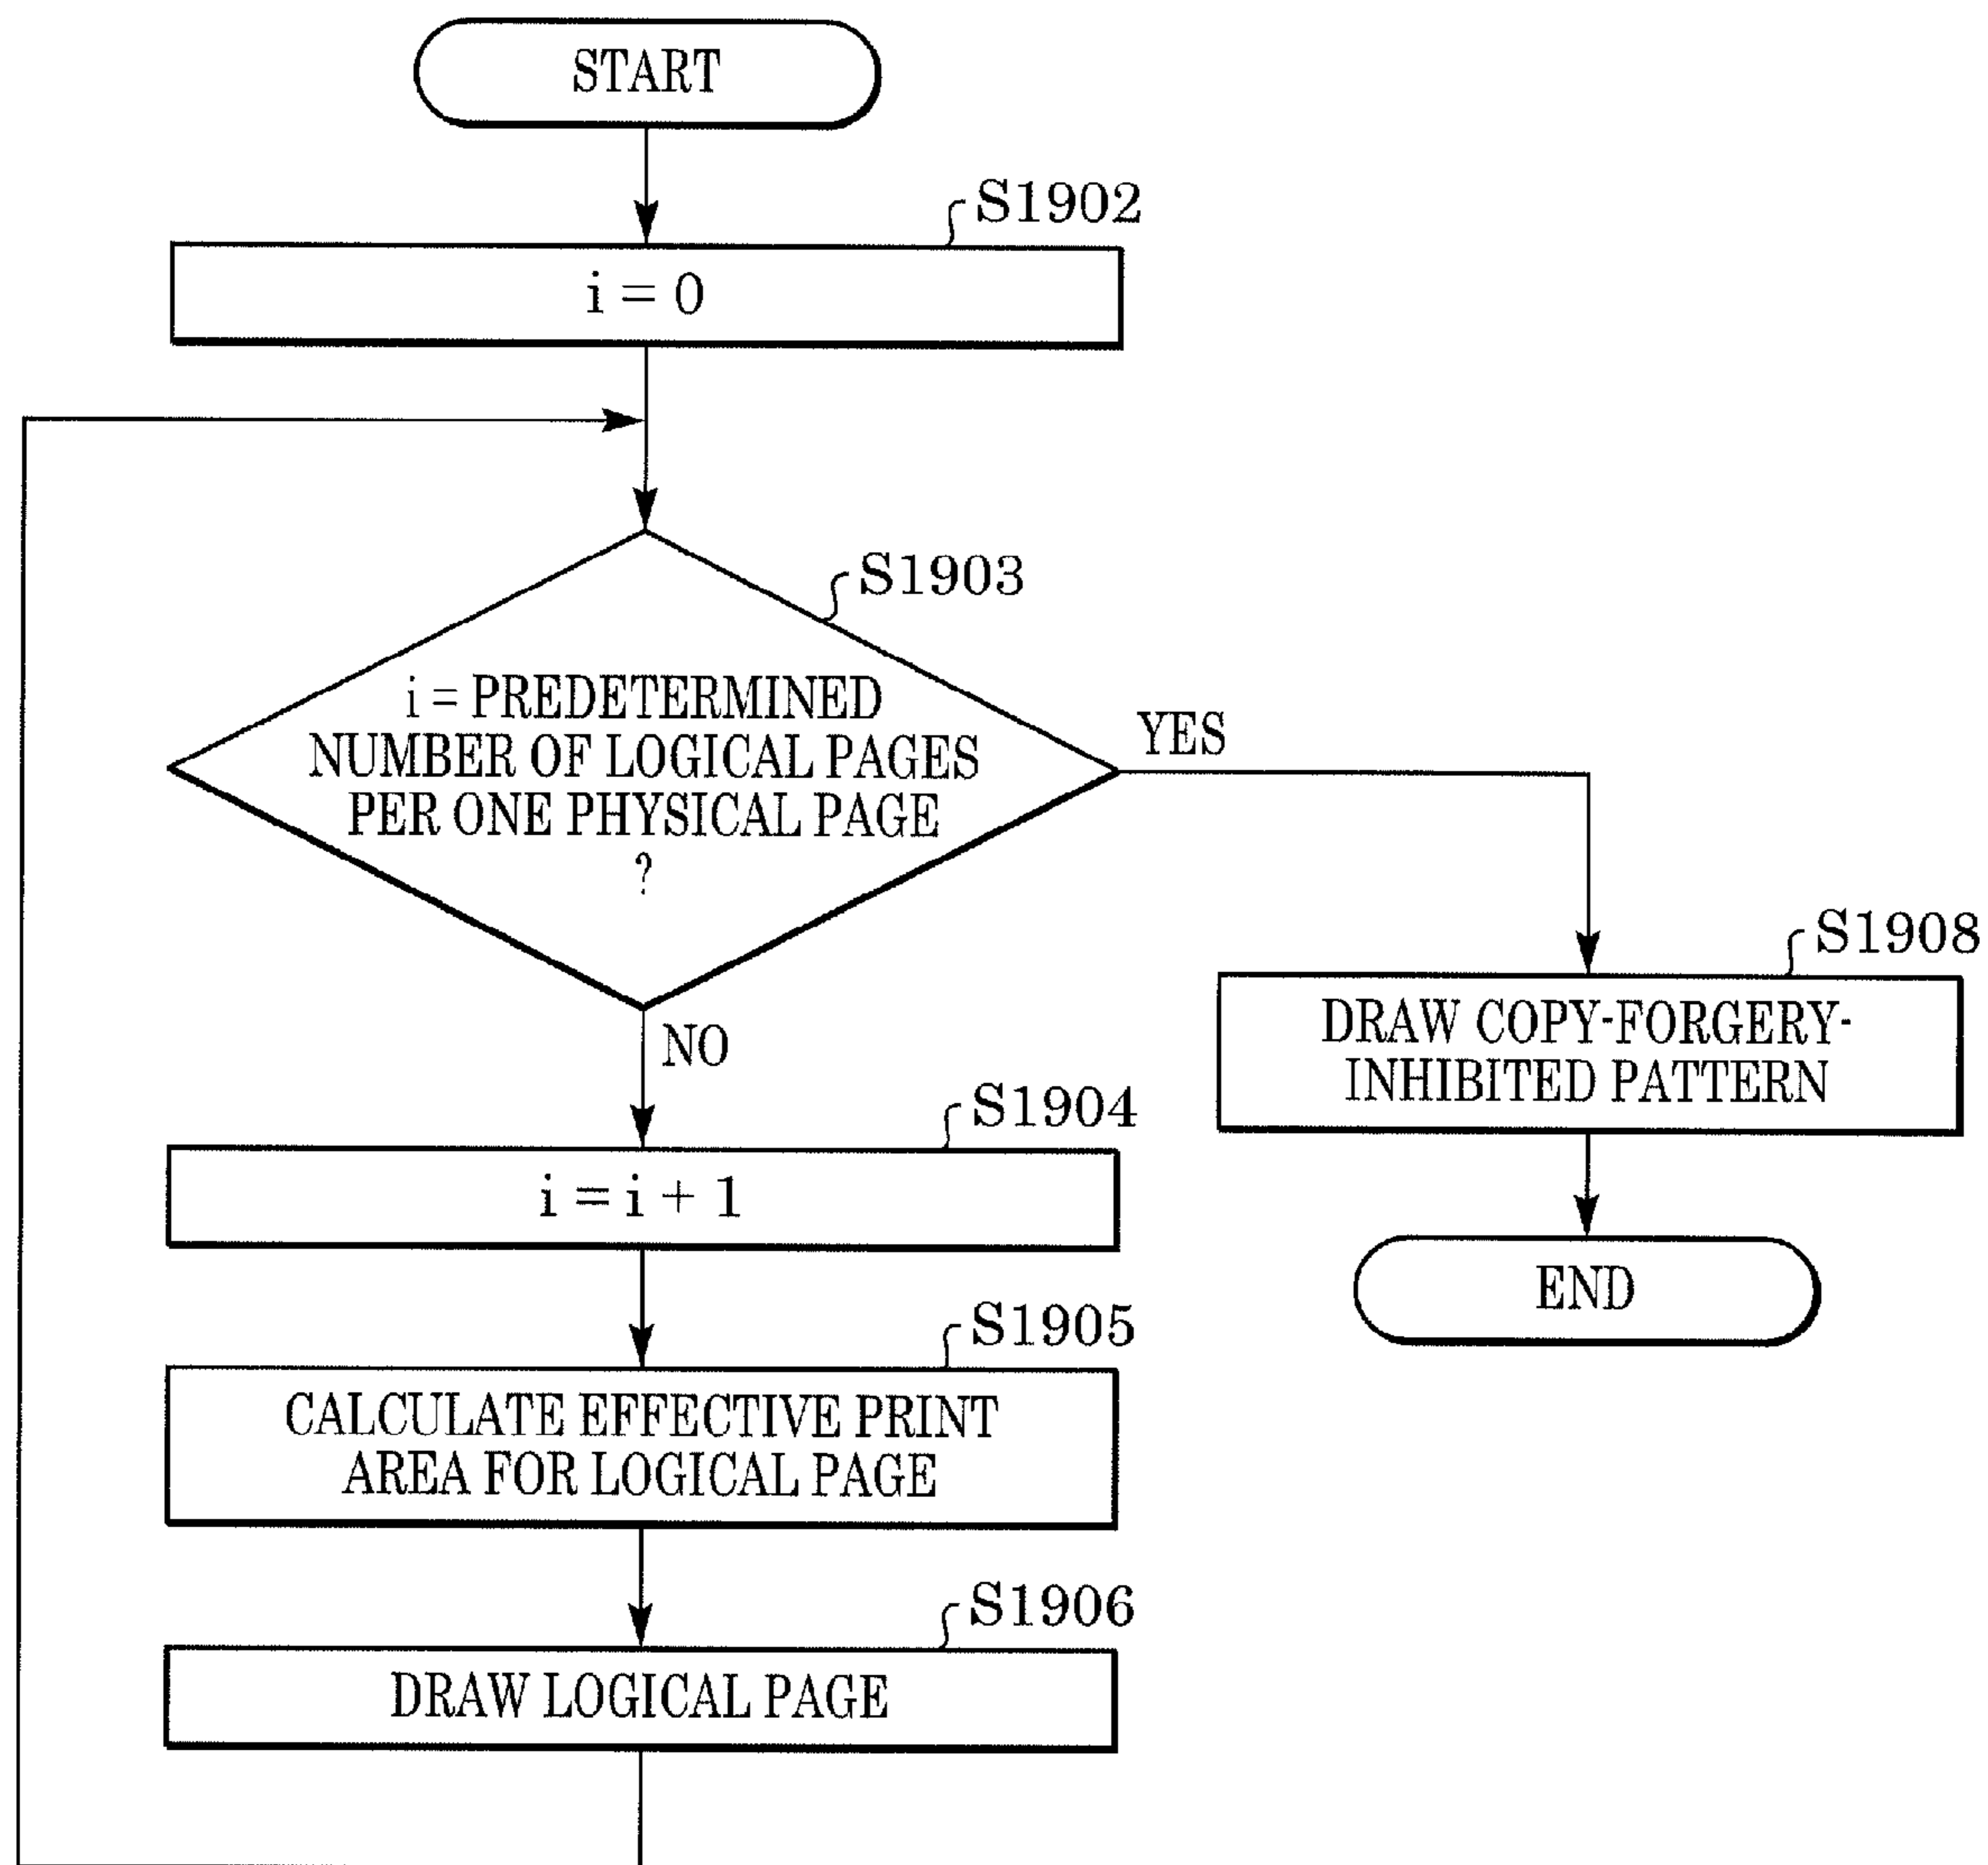 START
S1902
i = 0
S1903
i = PREDETERMINED
NUMBER OF LOGICAL PAGES
PER ONE PHYSICAL PAGE
?
YES
NO
S1908
DRAW COPY-FORGERY-
INHIBITED PATTERN
END
S1904
i = i + 1
S1905
CALCULATE EFFECTIVE PRINT
AREA FOR LOGICAL PAGE
S1906
DRAW LOGICAL PAGE